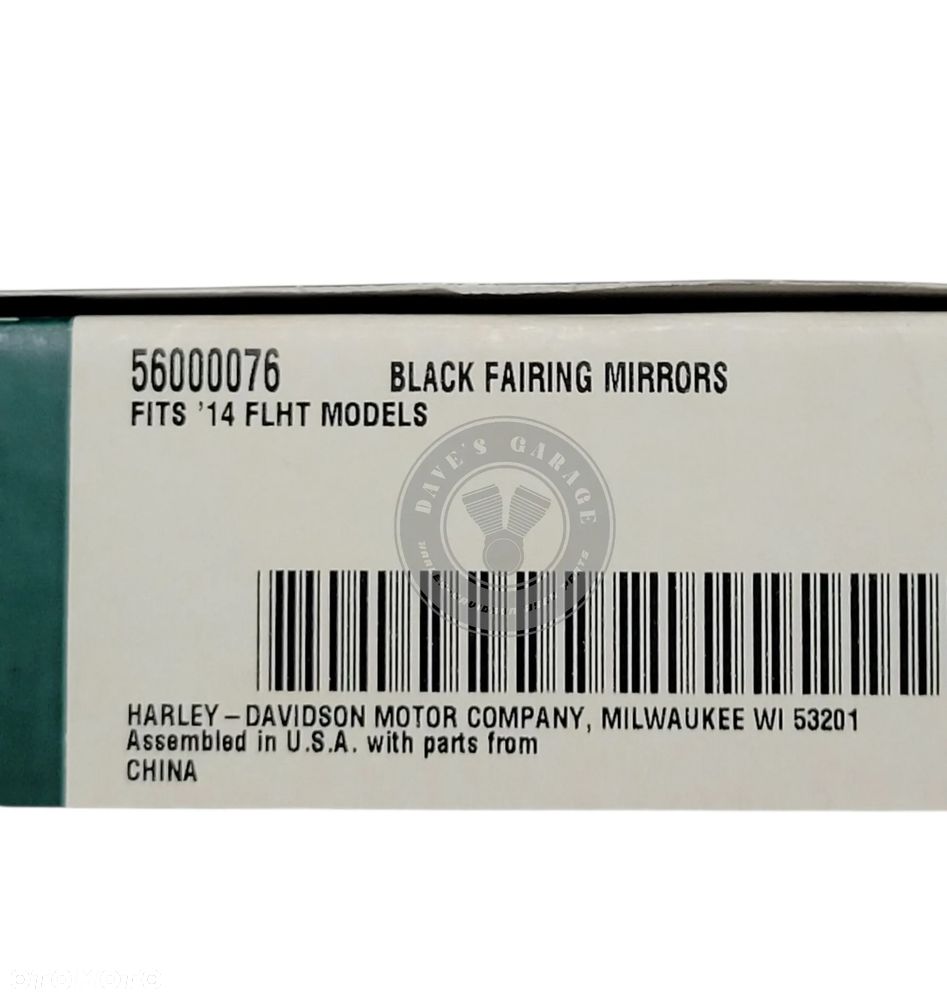 56000076 BLACK FAIRING MIRRORS
FITS '14 FLHT MODELS
DAVE'S GARAGE
HARLEY-DAVIDSON MOTOR COMPANY, MILWAUKEE WI 53201
Assembled in U.S.A. with parts from
CHINA